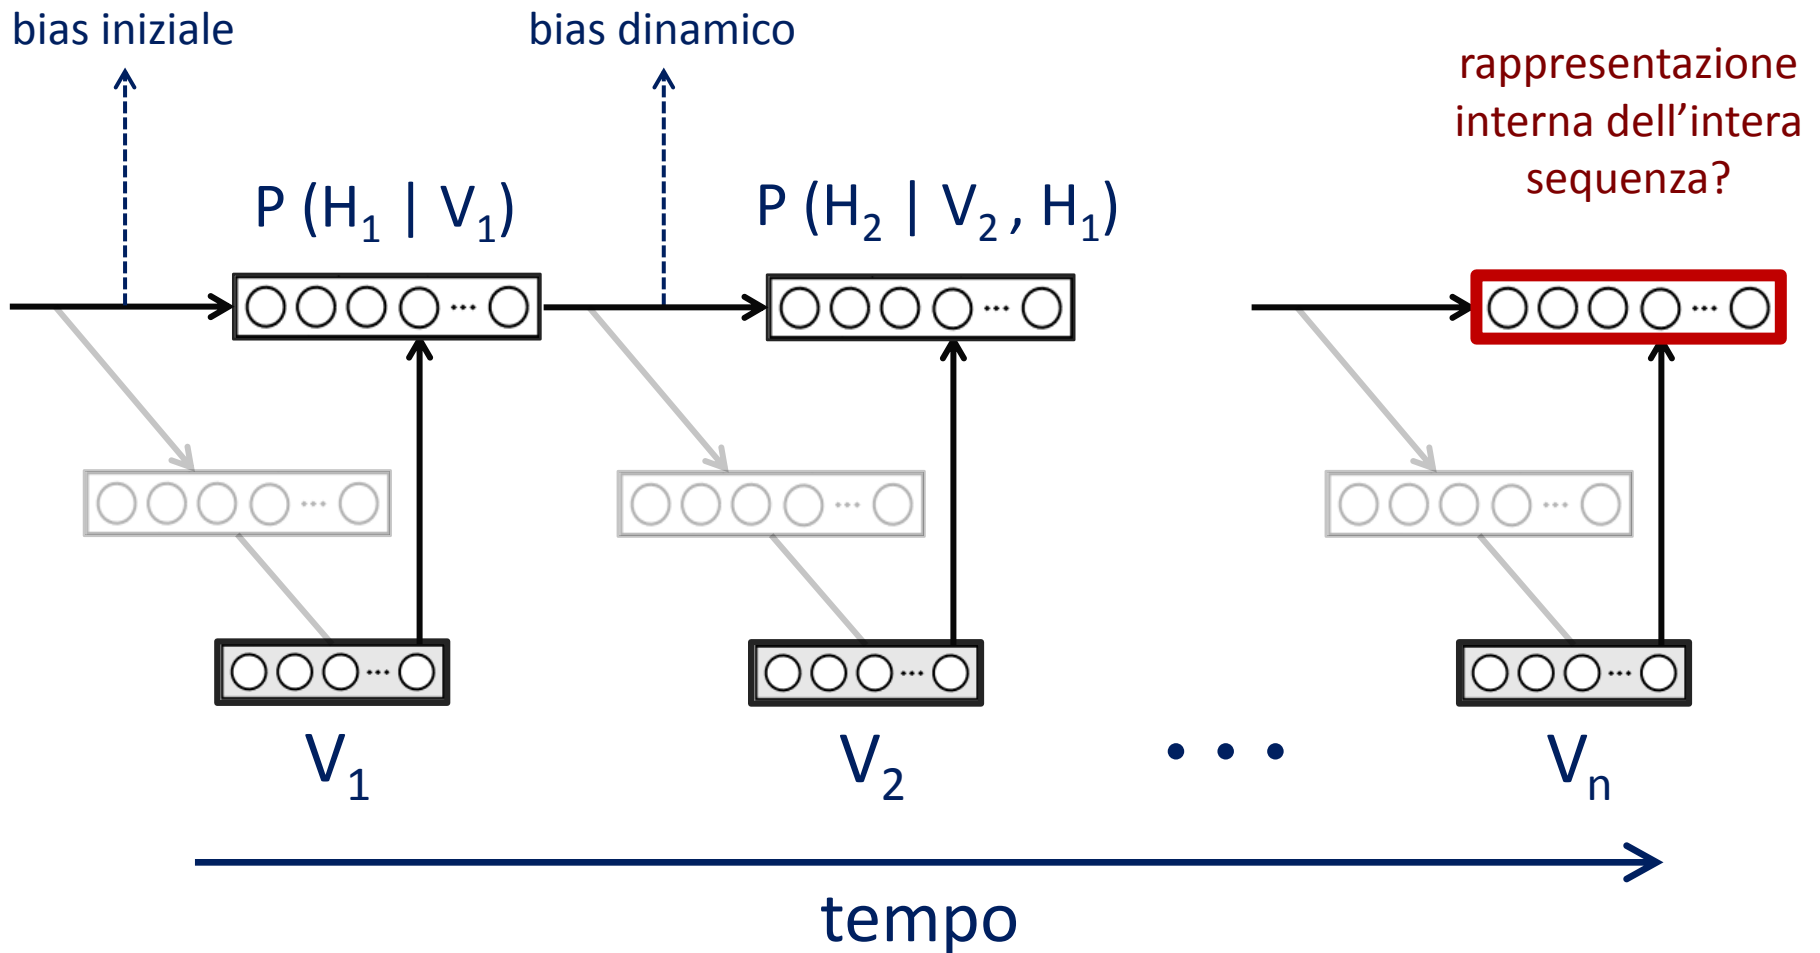 bias iniziale
bias dinamico
rappresentazione
interna dell’intera
sequenza?
P (H₁ | V₁)
P (H₂ | V₂ , H₁)
V₁
V₂
• • •
Vₙ
tempo